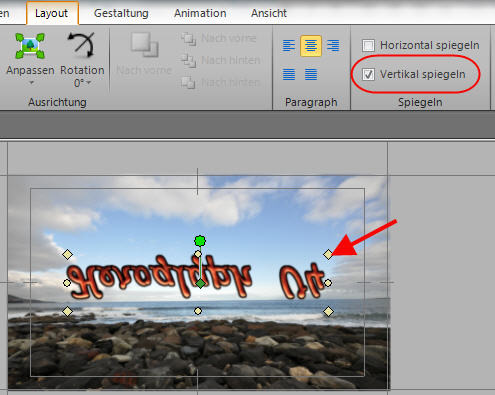 en Layout Gestaltung Animation Ansicht
Anpassen Rotation 0°
Nach vorne
Nach vorne
Nach hinten
Nach hinten
Horizontal spiegeln
Vertikal spiegeln
Ausrichtung Paragraph Spiegeln